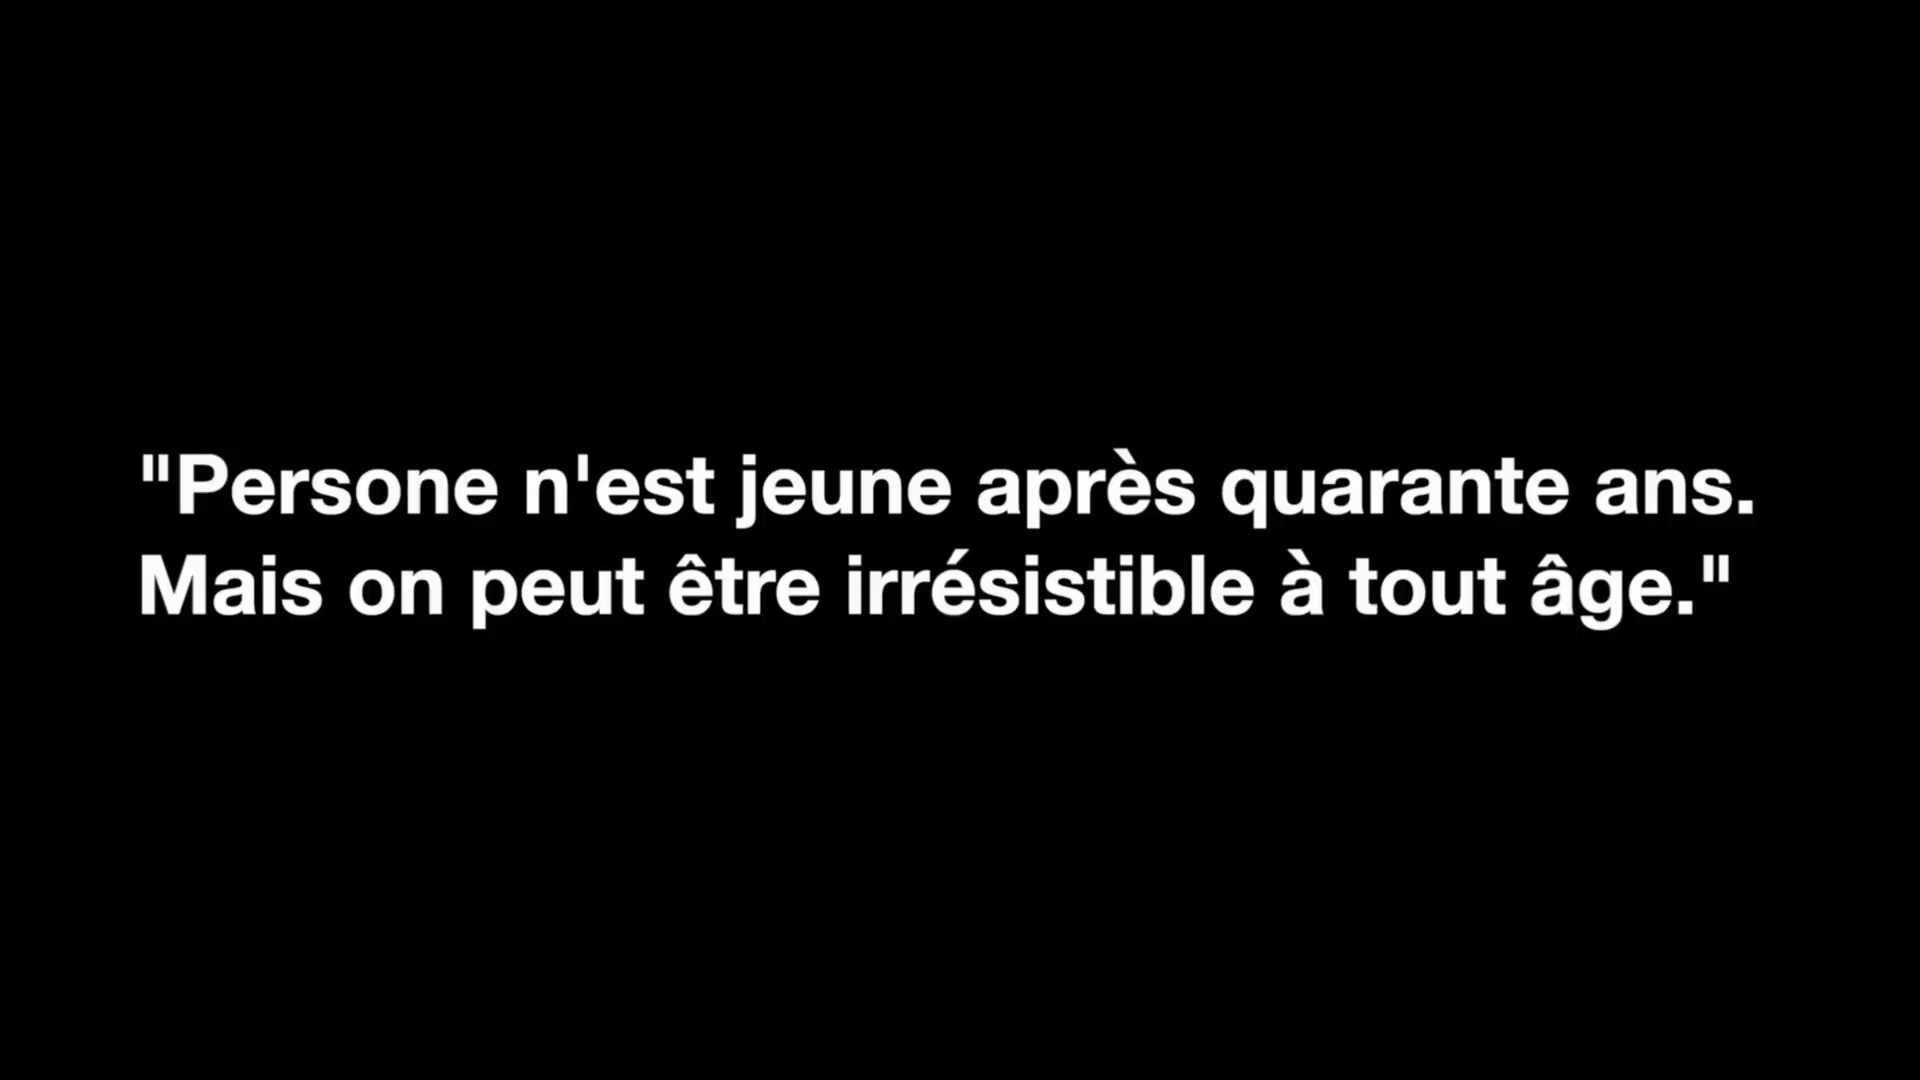 "Persone n'est jeune après quarante ans.
Mais on peut être irrésistible à tout âge."